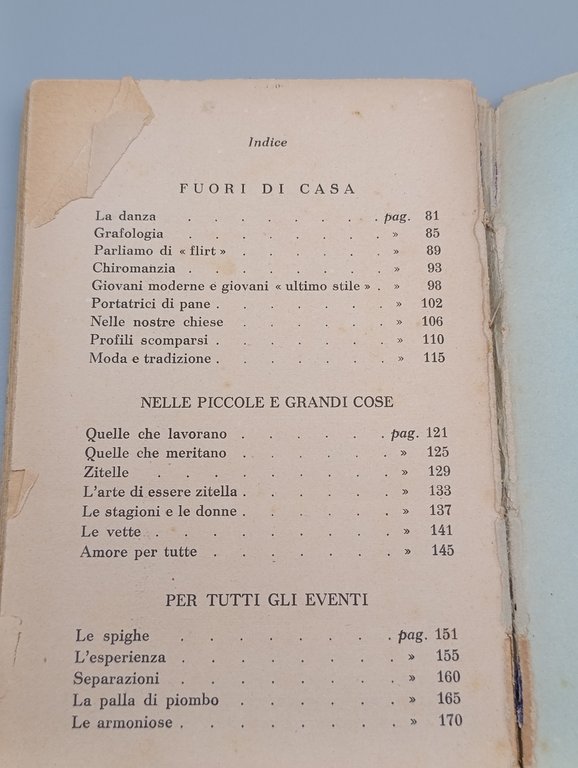 Indice
FUORI DI CASA
La danza . . . . . . . . pag. 81
Grafologia . . . . . . . » 85
Parliamo di « flirt » . . . . . . » 89
Chiromanzia . . . . . . . » 93
Giovani moderne e giovani « ultimo stile » . » 98
Portatrici di pane . . . . . . . » 102
Nelle nostre chiese . . . . . . » 106
Profili scomparsi . . . . . . . » 110
Moda e tradizione . . . . . . . » 115
NELLE PICCOLE E GRANDI COSE
Quelle che lavorano . . . . . . pag. 121
Quelle che meritano . . . . . . » 125
Zitelle . . . . . . . . . » 129
L'arte di essere zitella . . . . . . » 133
Le stagioni e le donne . . . . . . » 137
Le vette . . . . . . . . . » 141
Amore per tutte . . . . . . . » 145
PER TUTTI GLI EVENTI
Le spighe . . . . . . . . pag. 151
L'esperienza . . . . . . . . » 155
Separazioni . . . . . . . . » 160
La palla di piombo . . . . . . » 165
Le armoniose . . . . . . . . » 170